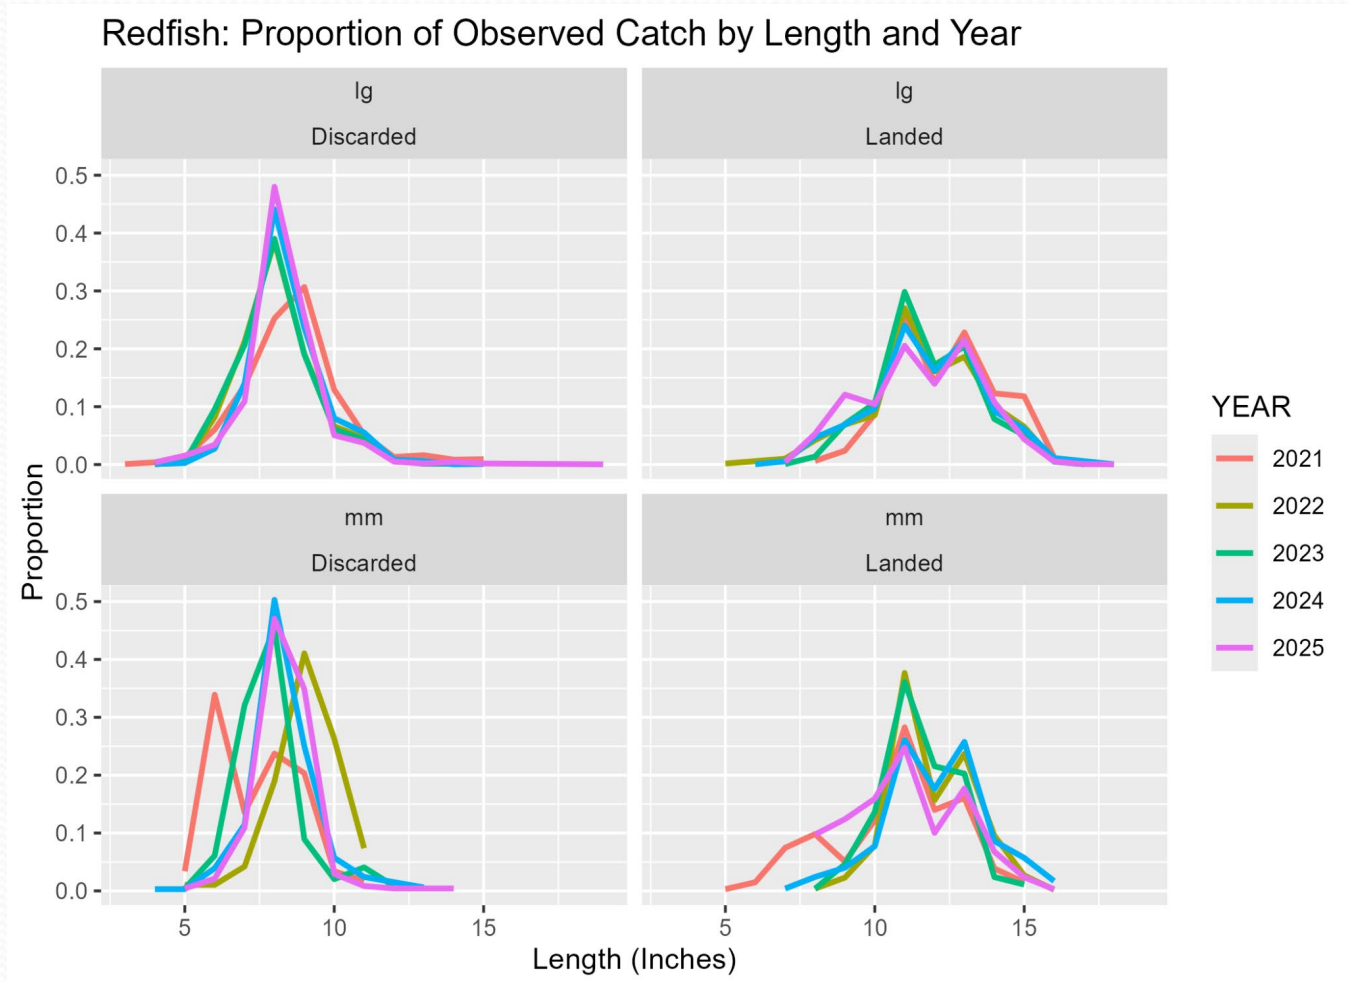 Redfish: Proportion of Observed Catch by Length and Year
lg
Discarded
lg
Landed
0.5
0.4
0.3
0.2
0.1
0.0
mm
Discarded
mm
Landed
0.5
0.4
0.3
0.2
0.1
0.0
5 10 15
5 10 15
Length (Inches)
Proportion
YEAR
2021
2022
2023
2024
2025